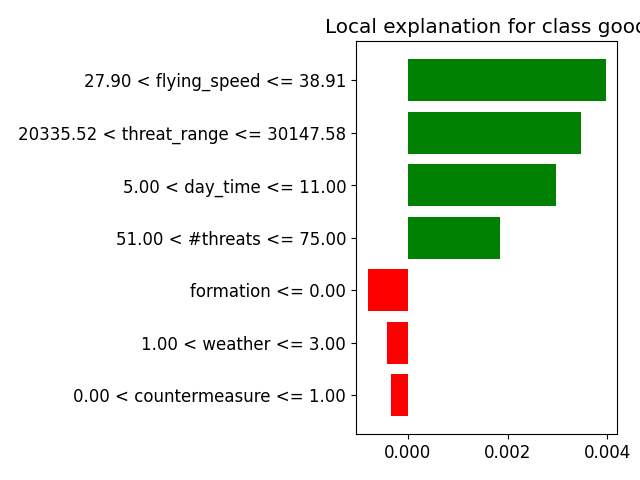 Local explanation for class good
27.90 < flying_speed <= 38.91
20335.52 < threat_range <= 30147.58
5.00 < day_time <= 11.00
51.00 < #threats <= 75.00
formation <= 0.00
1.00 < weather <= 3.00
0.00 < countermeasure <= 1.00
0.000 0.002 0.004